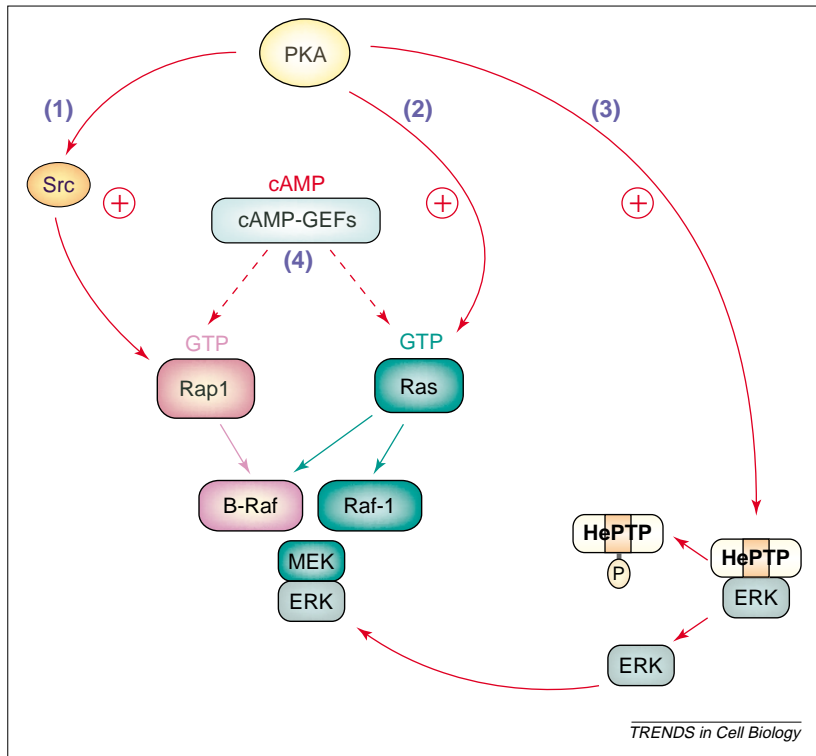 PKA
(1)
(2)
(3)
Src
+
cAMP
+
+
cAMP-GEFs
(4)
GTP
GTP
Rap1
Ras
B-Raf
Raf-1
HePTP
P
HePTP
MEK
ERK
ERK
ERK
TRENDS in Cell Biology